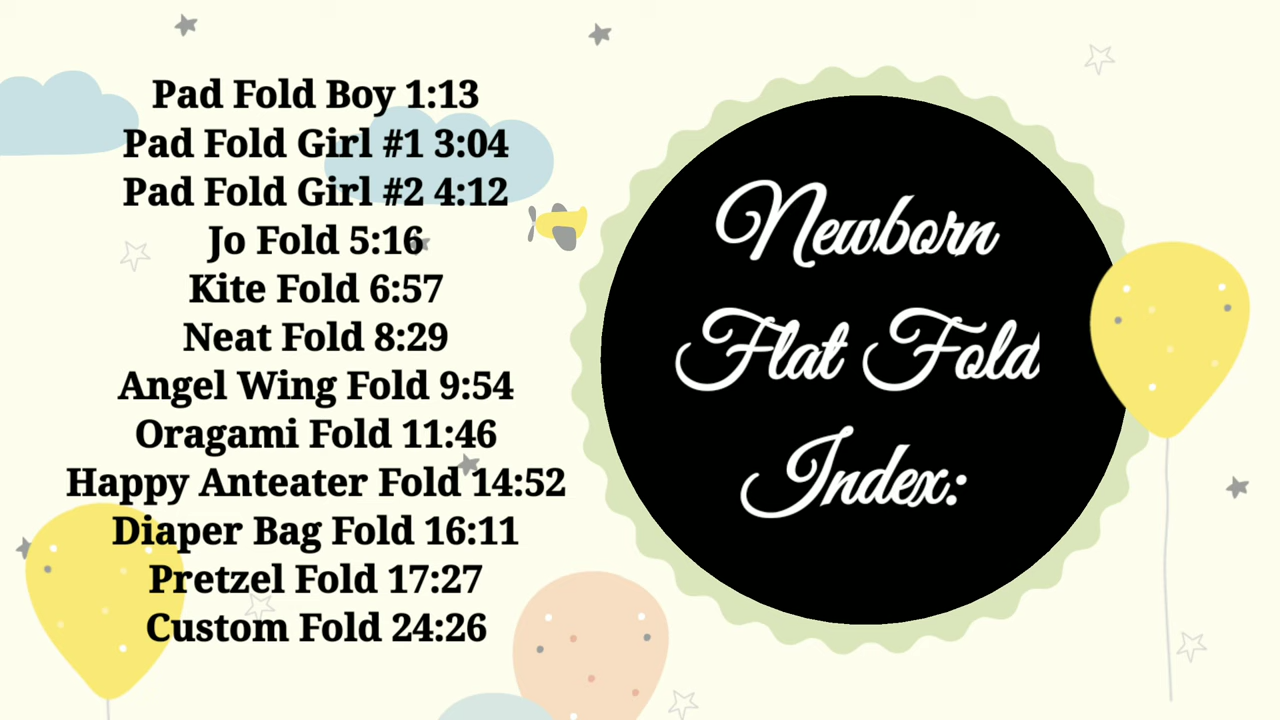 Pad Fold Boy 1:13
Pad Fold Girl #1 3:04
Pad Fold Girl #2 4:12
Jo Fold 5:16
Kite Fold 6:57
Neat Fold 8:29
Angel Wing Fold 9:54
Oragami Fold 11:46
Happy Anteater Fold 14:52
Diaper Bag Fold 16:11
Pretzel Fold 17:27
Custom Fold 24:26
Newborn
Flat Fold
Index: